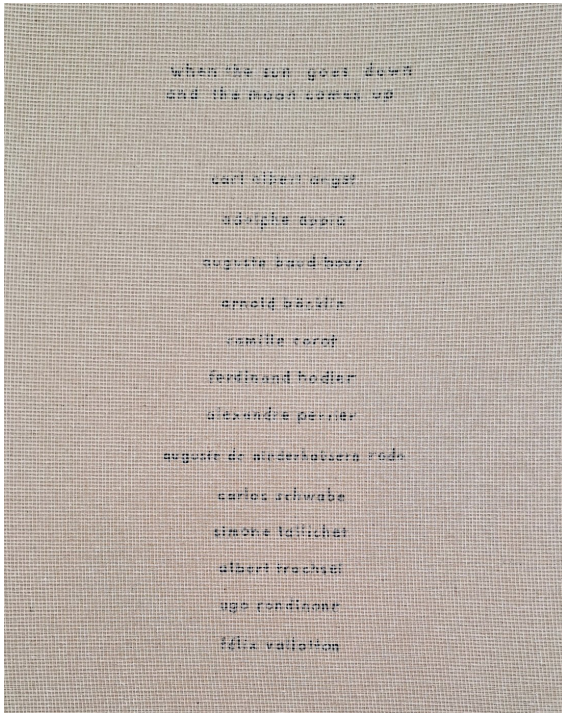 when the sun goes down
and the moon comes up
carl albert angst
adolphe appia
auguste baud bovy
arnold böcklin
camille corot
ferdinand hodler
alexandre perrier
auguste de niederhäusern rodo
carlos schwabe
simone tallichet
albert trachsel
ugo rondinone
félix vallotton